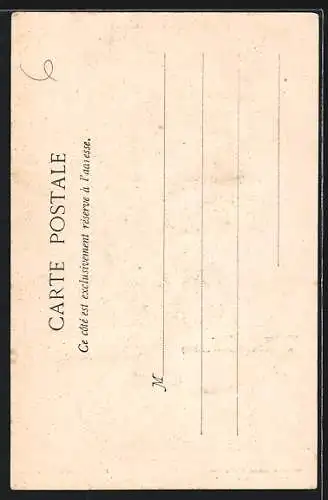 CARTE POSTALE
Ce côté est exclusivement réservé à l'adresse.
M
6